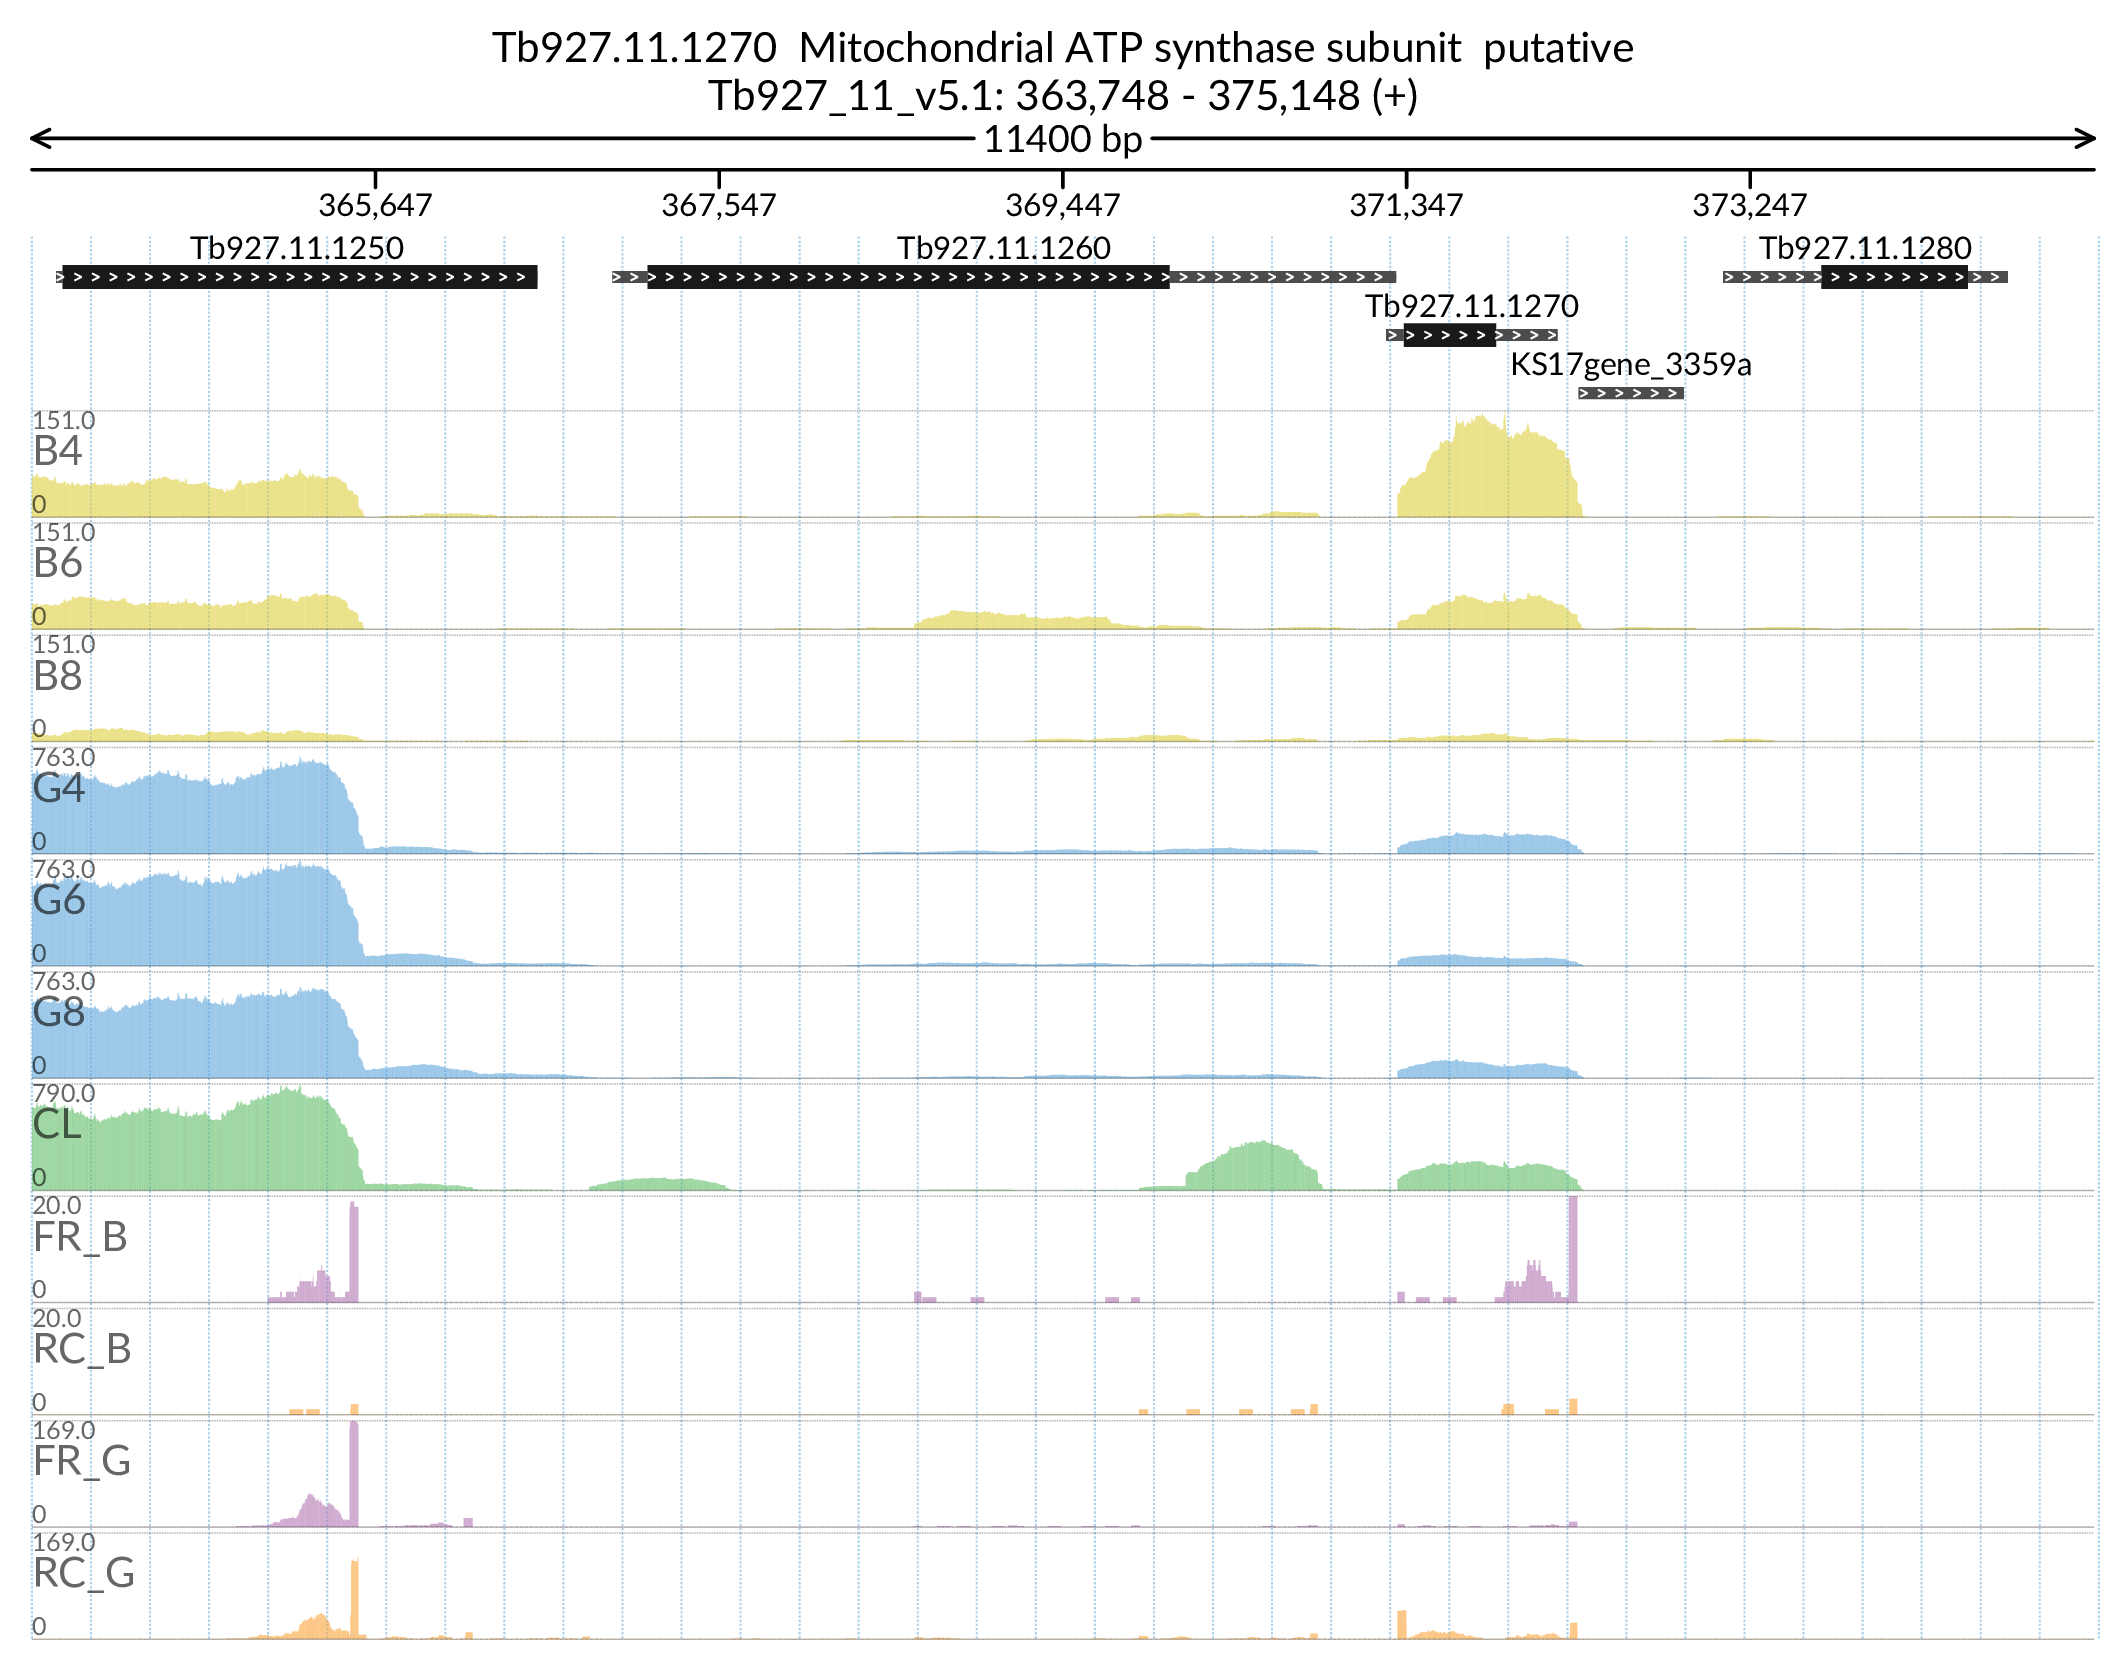 Tb927.11.1270  Mitochondrial ATP synthase subunit  putative
Tb927_11_v5.1: 363,748 - 375,148 (+)
11400 bp
365,647 367,547 369,447 371,347 373,247
Tb927.11.1250 Tb927.11.1260 Tb927.11.1280
Tb927.11.1270
KS17gene_3359a
151.0
B4
0
151.0
B6
0
151.0
B8
0
763.0
G4
0
763.0
G6
0
763.0
G8
0
790.0
CL
0
20.0
FR_B
0
20.0
RC_B
0
169.0
FR_G
0
169.0
RC_G
0